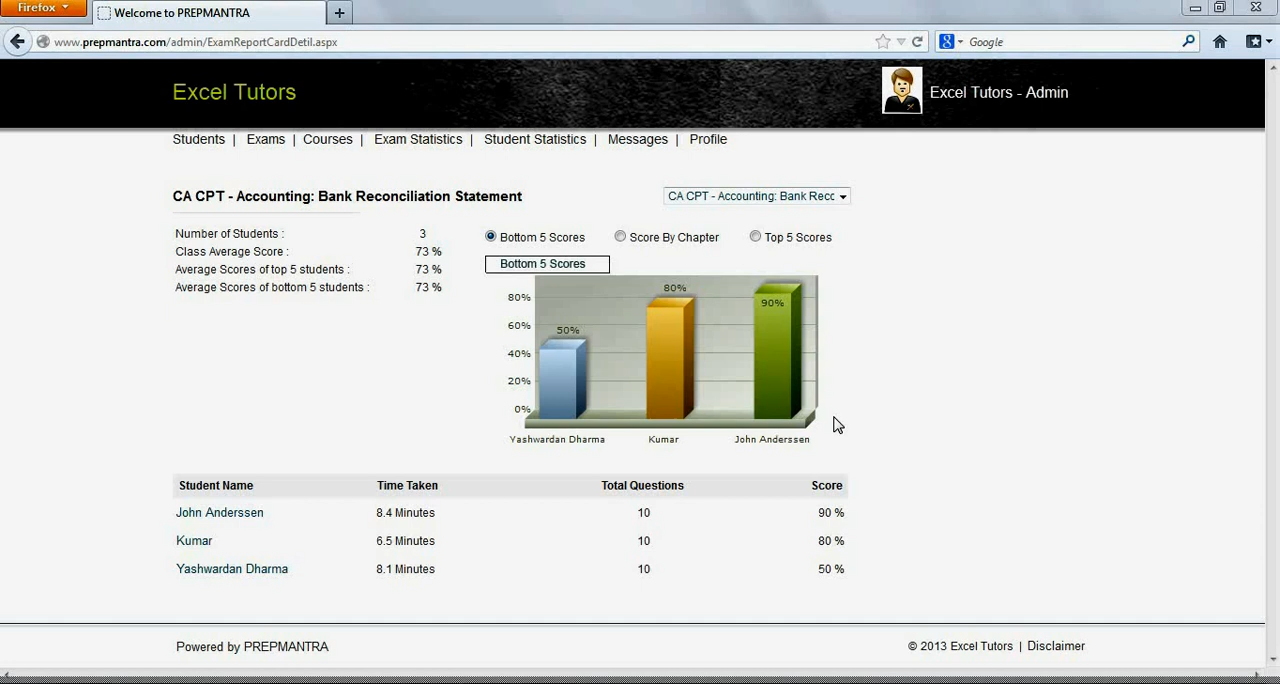 Firefox
Welcome to PREPMANTRA
www.prepmantra.com/admin/ExamReportCardDetil.aspx
Google
Excel Tutors
Excel Tutors - Admin
Students | Exams | Courses | Exam Statistics | Student Statistics | Messages | Profile
CA CPT - Accounting: Bank Reconciliation Statement
CA CPT - Accounting: Bank Recc
Number of Students : 3
Class Average Score : 73 %
Average Scores of top 5 students : 73 %
Average Scores of bottom 5 students : 73 %
Bottom 5 Scores Score By Chapter Top 5 Scores
Bottom 5 Scores
80%
60%
40%
20%
0%
50%
80%
90%
Yashwardan Dharma Kumar John Anderssen
Student Name Time Taken Total Questions Score
John Anderssen 8.4 Minutes 10 90 %
Kumar 6.5 Minutes 10 80 %
Yashwardan Dharma 8.1 Minutes 10 50 %
Powered by PREPMANTRA
© 2013 Excel Tutors | Disclaimer